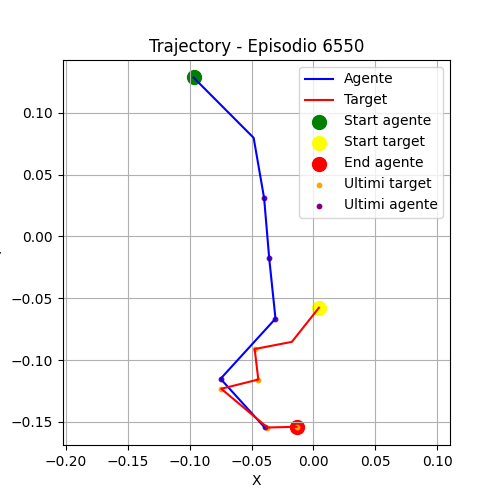 Trajectory - Episodio 6550
Agente
Target
Start agente
Start target
End agente
Ultimi target
Ultimi agente
0.10
0.05
0.00
−0.05
−0.10
−0.15
−0.20
−0.15
−0.10
−0.05
0.00
0.05
0.10
X